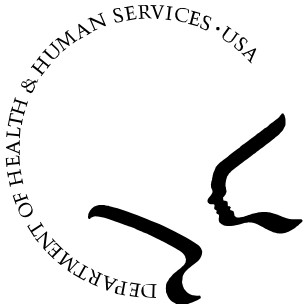 DEPARTMENT OF HEALTH & HUMAN SERVICES · USA